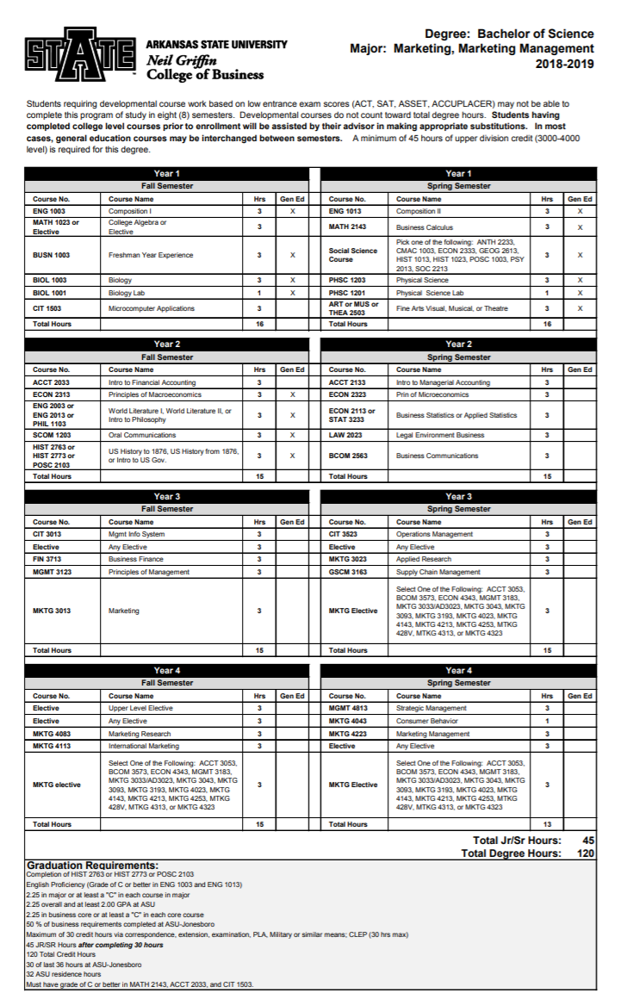 STATE
ARKANSAS STATE UNIVERSITY
Neil Griffin
College of Business
Degree: Bachelor of Science
Major: Marketing, Marketing Management
2018-2019
Students requiring developmental course work based on low entrance exam scores (ACT, SAT, ASSET, ACCUPLACER) may not be able to
complete this program of study in eight (8) semesters. Developmental courses do not count toward total degree hours. Students having
completed college level courses prior to enrollment will be assisted by their advisor in making appropriate substitutions. In most
cases, general education courses may be interchanged between semesters. A minimum of 45 hours of upper division credit (3000-4000
level) is required for this degree.
Year 1
Fall Semester
Course No. Course Name Hrs Gen Ed
ENG 1003 Composition I 3 X
MATH 1023 or College Algebra or
Elective Elective 3
BUSN 1003 Freshman Year Experience 3 X
BIOL 1003 Biology 3 X
BIOL 1001 Biology Lab 1 X
CIT 1503 Microcomputer Applications 3
Total Hours 16
Year 1
Spring Semester
Course No. Course Name Hrs Gen Ed
ENG 1013 Composition II 3 X
MATH 2143 Business Calculus 3 X
Social Science
Course
Pick one of the following: ANTH 2233,
CMAC 1003, ECON 2333, GEOG 2613,
HIST 1013, HIST 1023, POSC 1003, PSY
2013, SOC 2213
3 X
PHSC 1203 Physical Science 3 X
PHSC 1201 Physical Science Lab 1 X
ART or MUS or
THEA 2503
Fine Arts Visual, Musical, or Theatre 3 X
Total Hours 16
Year 2
Fall Semester
Course No. Course Name Hrs Gen Ed
ACCT 2033 Intro to Financial Accounting 3
ECON 2313 Principles of Macroeconomics 3 X
ENG 2003 or
ENG 2013 or
PHIL 1103
World Literature I, World Literature II, or
Intro to Philosophy
3 X
SCOM 1203 Oral Communications 3 X
HIST 2763 or
HIST 2773 or
POSC 2103
US History to 1876, US History from 1876,
or Intro to US Gov.
3 X
Total Hours 15
Year 2
Spring Semester
Course No. Course Name Hrs Gen Ed
ACCT 2133 Intro to Managerial Accounting 3
ECON 2323 Prin of Microeconomics 3
ECON 2113 or
STAT 3233
Business Statistics or Applied Statistics 3
LAW 2023 Legal Environment Business 3
BCOM 2563 Business Communications 3
Total Hours 15
Year 3
Fall Semester
Course No. Course Name Hrs Gen Ed
CIT 3013 Mgmt Info System 3
Elective Any Elective 3
FIN 3713 Business Finance 3
MGMT 3123 Principles of Management 3
MKTG 3013 Marketing 3
Total Hours 15
Year 3
Spring Semester
Course No. Course Name Hrs Gen Ed
CIT 3523 Operations Management 3
Elective Any Elective 3
MKTG 3023 Applied Research 3
GSCM 3163 Supply Chain Management 3
MKTG Elective
Select One of the Following: ACCT 3053,
BCOM 3573, ECON 4343, MGMT 3183,
MKTG 3033/AD3023, MKTG 3043, MKTG
3093, MKTG 3193, MKTG 4023, MKTG
4143, MKTG 4213, MKTG 4253, MTKG
428V, MTKG 4313, or MKTG 4323
3
Total Hours 15
Year 4
Fall Semester
Course No. Course Name Hrs Gen Ed
Elective Upper Level Elective 3
Elective Any Elective 3
MKTG 4083 Marketing Research 3
MKTG 4113 International Marketing 3
MKTG elective
Select One of the Following: ACCT 3053,
BCOM 3573, ECON 4343, MGMT 3183,
MKTG 3033/AD3023, MKTG 3043, MKTG
3093, MKTG 3193, MKTG 4023, MKTG
4143, MKTG 4213, MKTG 4253, MTKG
428V, MTKG 4313, or MKTG 4323
3
Total Hours 15
Year 4
Spring Semester
Course No. Course Name Hrs Gen Ed
MGMT 4813 Strategic Management 3
MKTG 4043 Consumer Behavior 1
MKTG 4223 Marketing Management 3
Elective Any Elective 3
MKTG Elective
Select One of the Following: ACCT 3053,
BCOM 3573, ECON 4343, MGMT 3183,
MKTG 3033/AD3023, MKTG 3043, MKTG
3093, MKTG 3193, MKTG 4023, MKTG
4143, MKTG 4213, MKTG 4253, MTKG
428V, MTKG 4313, or MKTG 4323
3
Total Hours 13
Total Jr/Sr Hours: 45
Total Degree Hours: 120
Graduation Requirements:
Completion of HIST 2763 or HIST 2773 or POSC 2103
English Proficiency (Grade of C or better in ENG 1003 and ENG 1013)
2.25 in major or at least a "C" in each course in major
2.25 overall and at least 2.00 GPA at ASU
2.25 in business core or at least a "C" in each core course
50 % of business requirements completed at ASU-Jonesboro
Maximum of 30 credit hours via correspondence, extension, examination, PLA, Military or similar means; CLEP (30 hrs max)
45 JR/SR Hours after completing 30 hours
120 Total Credit Hours
30 of last 36 hours at ASU-Jonesboro
32 ASU residence hours
Must have grade of C or better in MATH 2143, ACCT 2033, and CIT 1503.